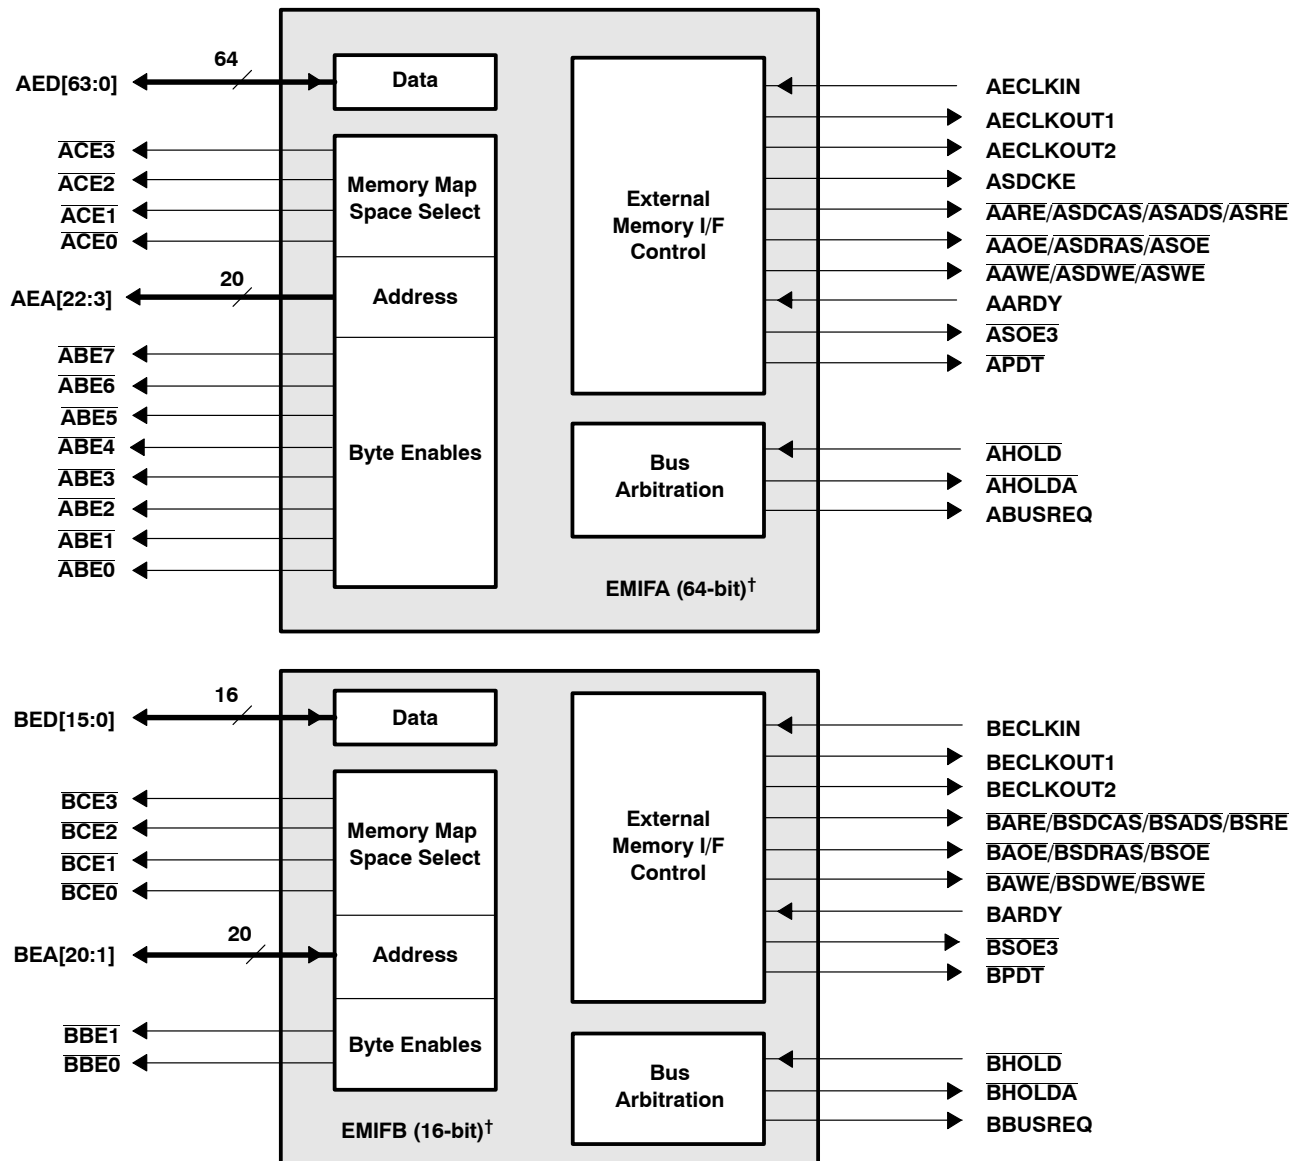 64
AED[63:0]
Data
ACE3
ACE2
ACE1
ACE0
Memory Map
Space Select
20
AEA[22:3]
Address
ABE7
ABE6
ABE5
ABE4
ABE3
ABE2
ABE1
ABE0
Byte Enables
External
Memory I/F
Control
AECLKIN
AECLKOUT1
AECLKOUT2
ASDCKE
AARE/ASDCAS/ASADS/ASRE
AAOE/ASDRAS/ASOE
AAWE/ASDWE/ASWE
AARDY
ASOE3
APDT
Bus
Arbitration
AHOLD
AHOLDA
ABUSREQ
EMIFA (64-bit)†
16
BED[15:0]
Data
BCE3
BCE2
BCE1
BCE0
Memory Map
Space Select
20
BEA[20:1]
Address
BBE1
BBE0
Byte Enables
External
Memory I/F
Control
BECLKIN
BECLKOUT1
BECLKOUT2
BARE/BSDCAS/BSADS/BSRE
BAOE/BSDRAS/BSOE
BAWE/BSDWE/BSWE
BARDY
BSOE3
BPDT
Bus
Arbitration
BHOLD
BHOLDA
BBUSREQ
EMIFB (16-bit)†